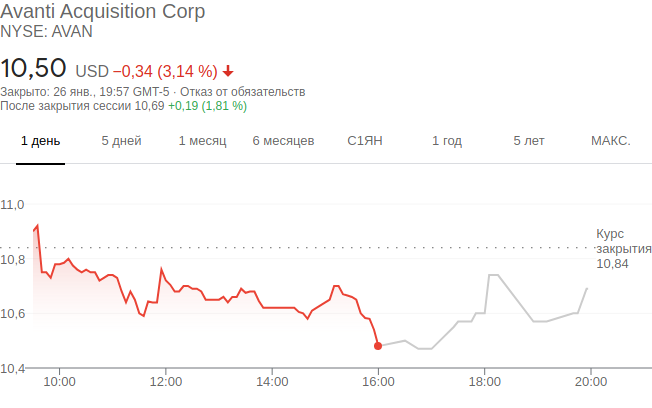 Avanti Acquisition Corp
NYSE: AVAN
10,50 USD −0,34 (3,14 %)
Закрыто: 26 янв., 19:57 GMT-5 · Отказ от обязательств
После закрытия сессии 10,69 +0,19 (1,81 %)
1 день 5 дней 1 месяц 6 месяцев С1ЯН 1 год 5 лет МАКС.
11,0
Курс
закрытия
10,84
10,8
10,6
10,4
10:00 12:00 14:00 16:00 18:00 20:00